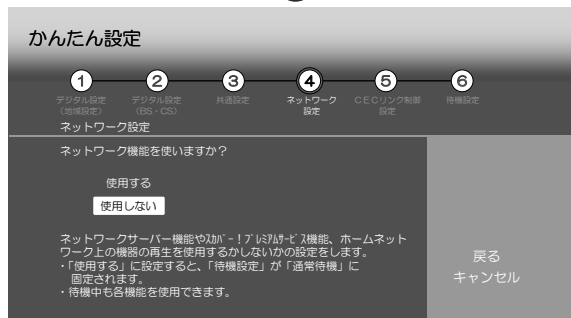 かんたん設定
① ② ③ ④ ⑤ ⑥
デジタル設定 デジタル設定 共通設定 ネットワーク ＣＥＣリンク制御 待機設定
(地域設定) (BS・CS) 設定 設定
ネットワーク設定
ネットワーク機能を使いますか？
使用する
使用しない
ネットワークサーバー機能やｽｶﾊﾟｰ！ﾌﾟﾚﾐｱﾑｻｰﾋﾞｽ機能、ホームネット
ワーク上の機器の再生を使用するかしないかの設定をします。
・「使用する」に設定すると、「待機設定」が「通常待機」に
固定されます。
・待機中も各機能を使用できます。
戻る
キャンセル